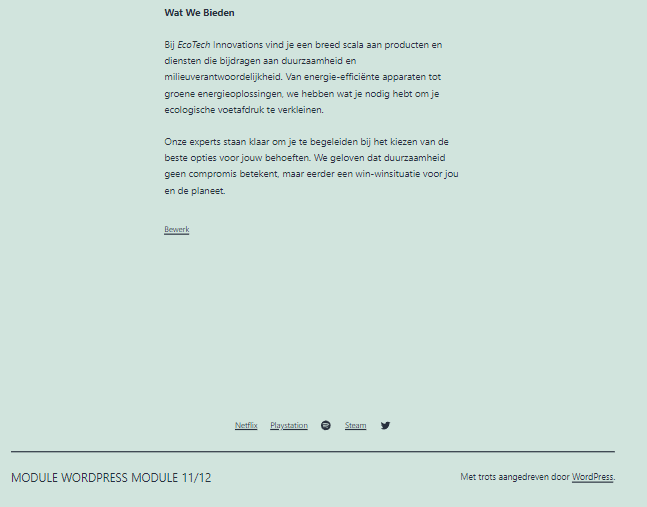 Wat We Bieden
Bij EcoTech Innovations vind je een breed scala aan producten en
diensten die bijdragen aan duurzaamheid en
milieuverantwoordelijkheid. Van energie-efficiënte apparaten tot
groene energieoplossingen, we hebben wat je nodig hebt om je
ecologische voetafdruk te verkleinen.
Onze experts staan klaar om je te begeleiden bij het kiezen van de
beste opties voor jouw behoeften. We geloven dat duurzaamheid
geen compromis betekent, maar eerder een win-winsituatie voor jou
en de planeet.
Bewerk
Netflix Playstation Steam
MODULE WORDPRESS MODULE 11/12 Met trots aangedreven door WordPress.